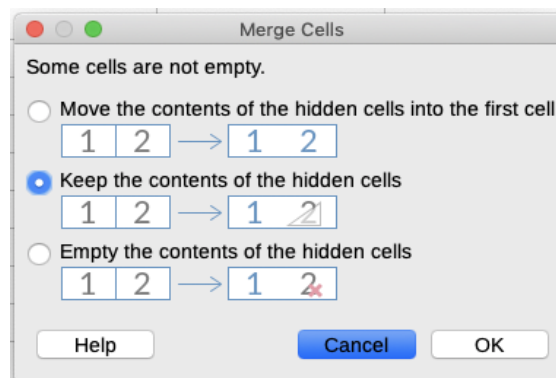 Merge Cells
Some cells are not empty.
Move the contents of the hidden cells into the first cell
1 2 → 1 2
Keep the contents of the hidden cells
1 2 → 1 2
Empty the contents of the hidden cells
1 2 → 1 2
Help Cancel OK